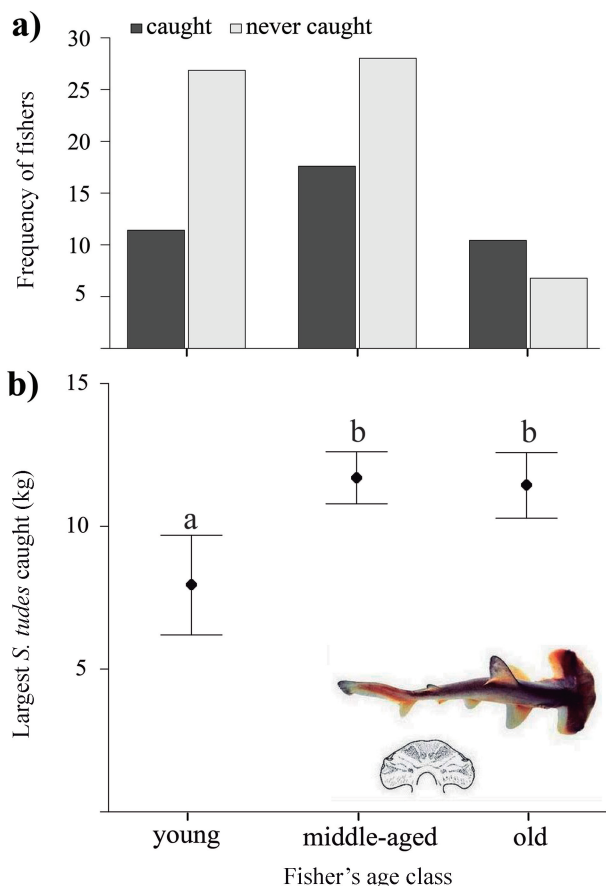 a)
caught never caught
30
25
20
15
10
5
Frequency of fishers
b)
15
10
5
Largest S. tudes caught (kg)
a
b
b
young middle-aged old
Fisher's age class